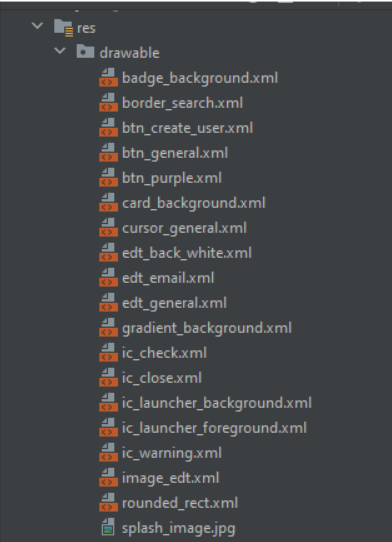 res
drawable
badge_background.xml
border_search.xml
btn_create_user.xml
btn_general.xml
btn_purple.xml
card_background.xml
cursor_general.xml
edt_back_white.xml
edt_email.xml
edt_general.xml
gradient_background.xml
ic_check.xml
ic_close.xml
ic_launcher_background.xml
ic_launcher_foreground.xml
ic_warning.xml
image_edt.xml
rounded_rect.xml
splash_image.jpg